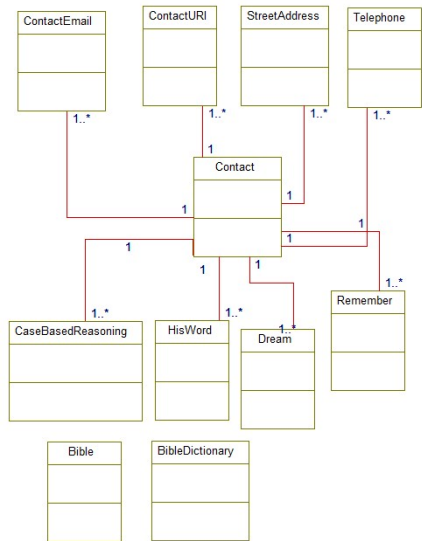 ContactEmail
ContactURI
StreetAddress
Telephone
1..*
1..*
1..*
1..*
1
Contact
1
1
1
1
1
1
1
1
1..*
Remember
1..*
1..*
1..*
CaseBasedReasoning
HisWord
Dream
Bible
BibleDictionary